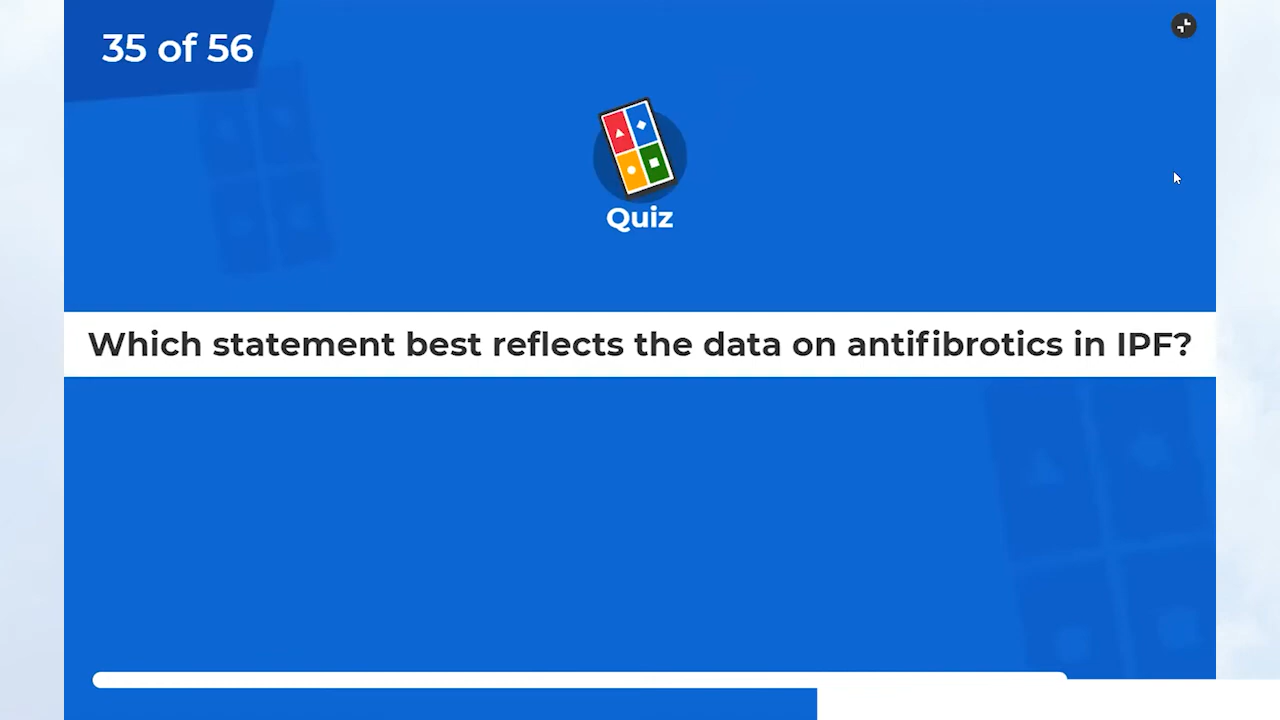 35 of 56
Quiz
Which statement best reflects the data on antifibrotics in IPF?